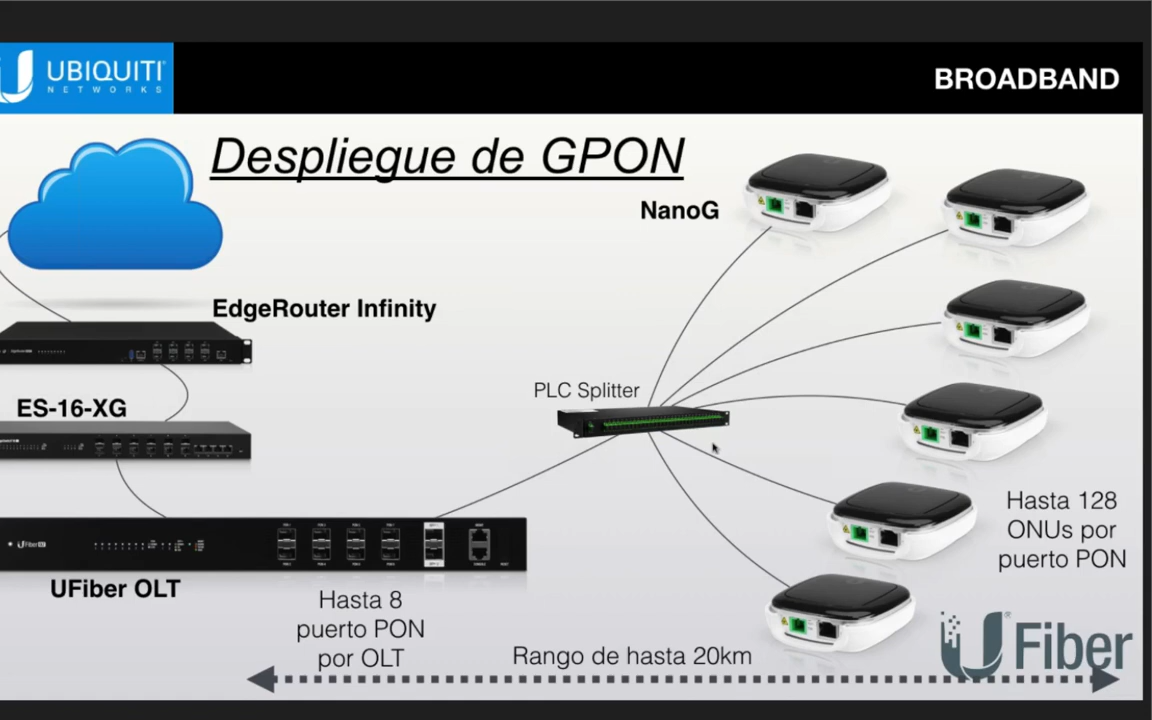 UBIQUITI
NETWORKS
BROADBAND
Despliegue de GPON
NanoG
EdgeRouter Infinity
PLC Splitter
ES-16-XG
Hasta 128
ONUs por
puerto PON
UFiber OLT
Hasta 8
puerto PON
por OLT
Rango de hasta 20km
U Fiber